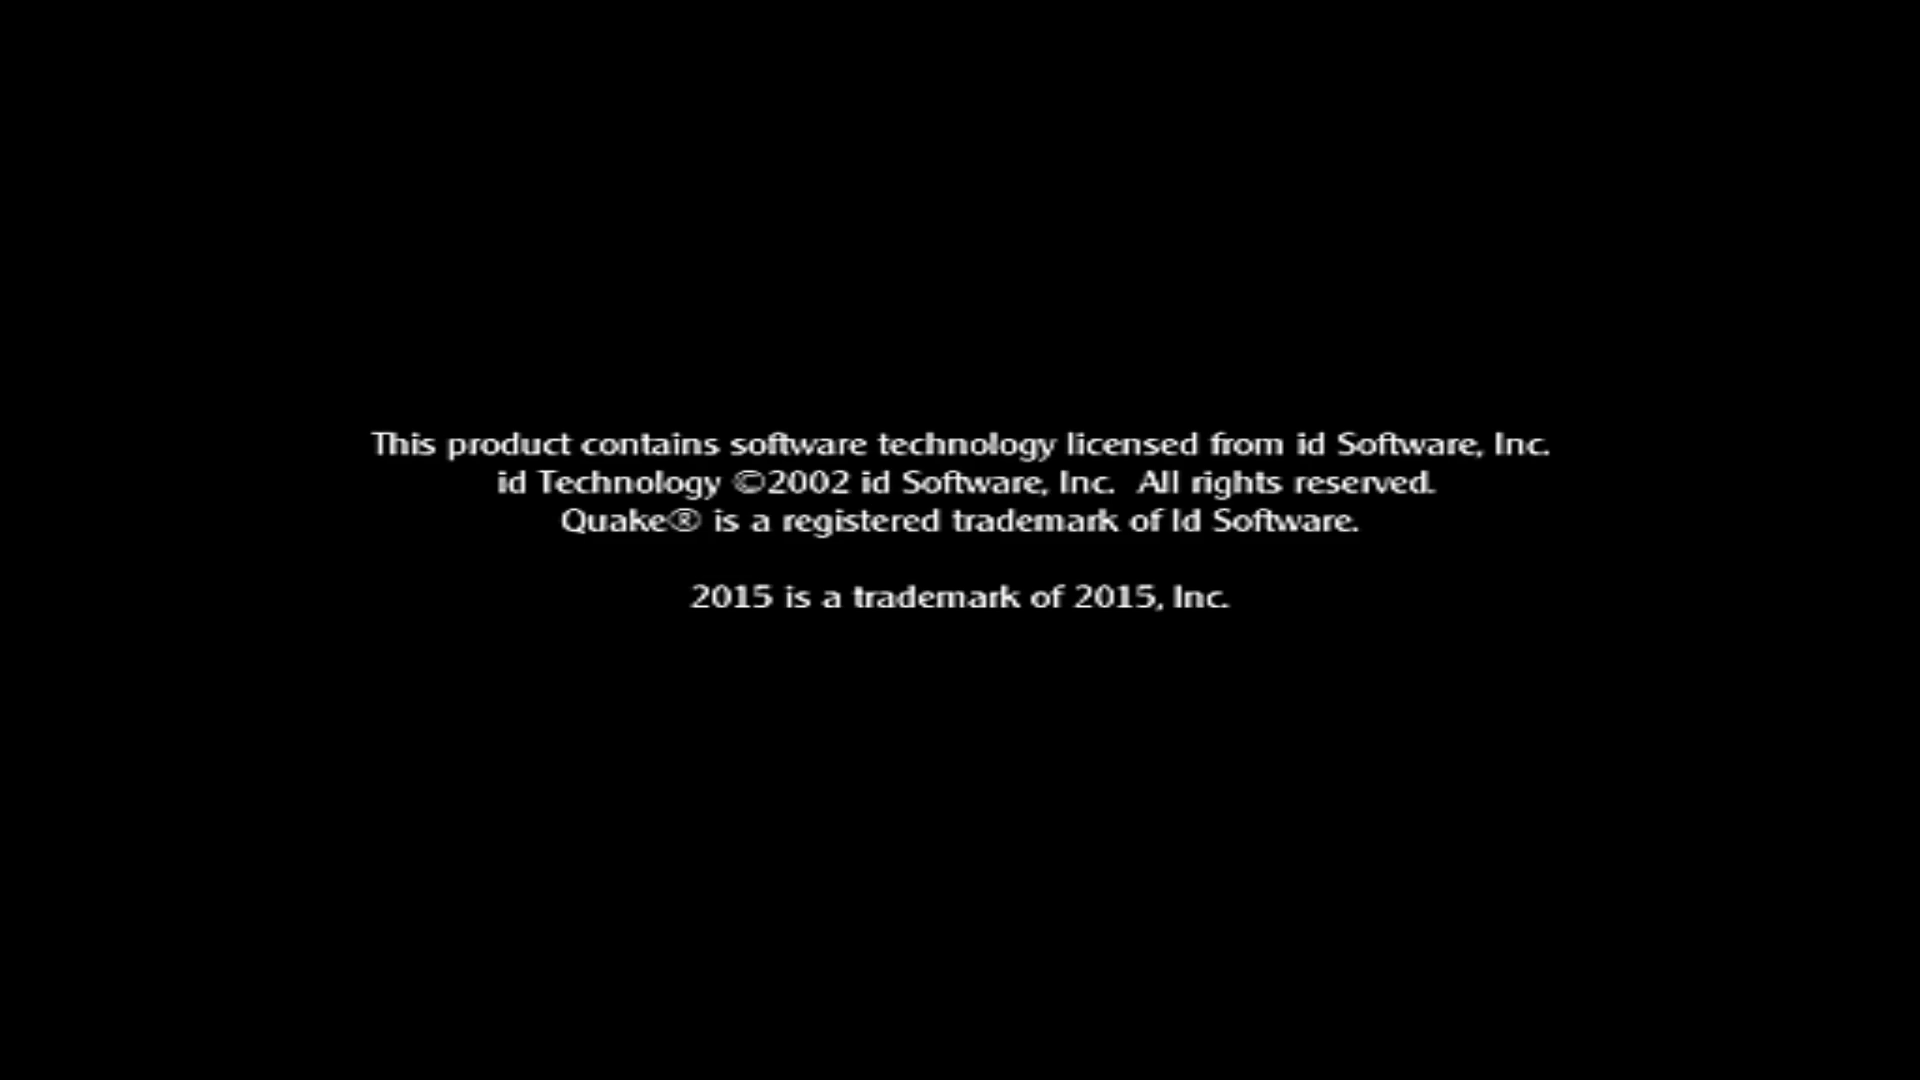 This product contains software technology licensed from id Software, Inc.
id Technology ©2002 id Software, Inc.  All rights reserved.
Quake® is a registered trademark of Id Software.
2015 is a trademark of 2015, Inc.